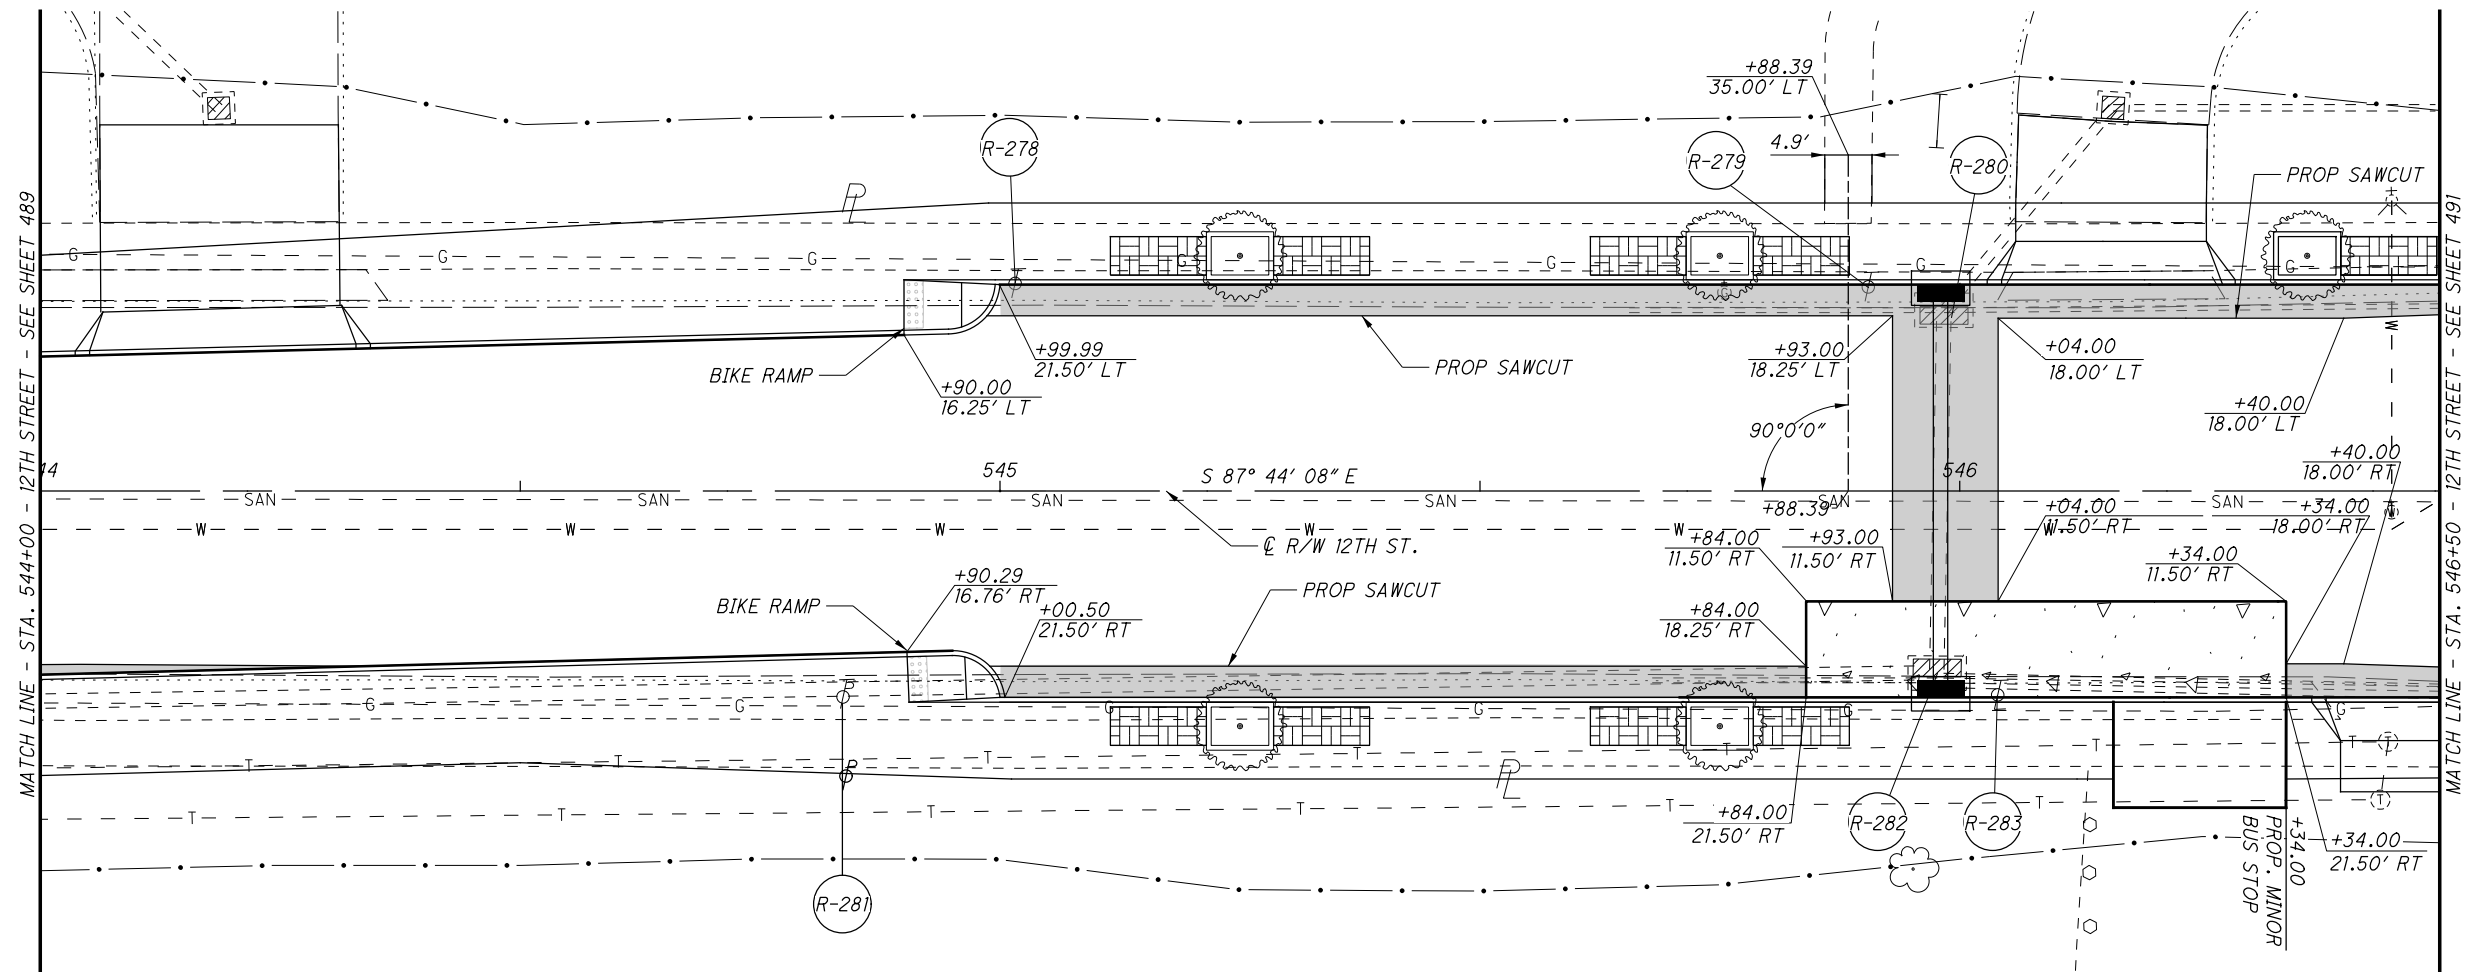 MATCH LINE - STA. 544+00 - 12TH STREET - SEE SHEET 489
+88.39
35.00' LT
4.9'
R-278
R-279
R-280
PROP SAWCUT
MATCH LINE - STA. 546+50 - 12TH STREET - SEE SHEET 491
G
G
G
G
G
G
G
+99.99
21.50' LT
BIKE RAMP
+90.00
16.25' LT
PROP SAWCUT
+93.00
18.25' LT
+04.00
18.00' LT
W
+40.00
18.00' LT
90°0'0"
+40.00
18.00' RT
44
545
S 87° 44' 08" E
546
SAN
SAN
SAN
SAN
SAN
SAN
+88.39
W
W
W
W
W
W
W
℄ R/W 12TH ST.
+84.00
11.50' RT
+93.00
11.50' RT
+04.00
11.50' RT
+34.00
18.00' RT
+34.00
11.50' RT
BIKE RAMP
+90.29
16.76' RT
+00.50
21.50' RT
PROP SAWCUT
+84.00
18.25' RT
G
G
G
G
G
G
P
P
T
T
T
T
T
T
T
T
T
T
T
T
T
T
+84.00
21.50' RT
R-281
R-282
R-283
+34.00
PROP. MINOR
BUS STOP
+34.00
21.50' RT